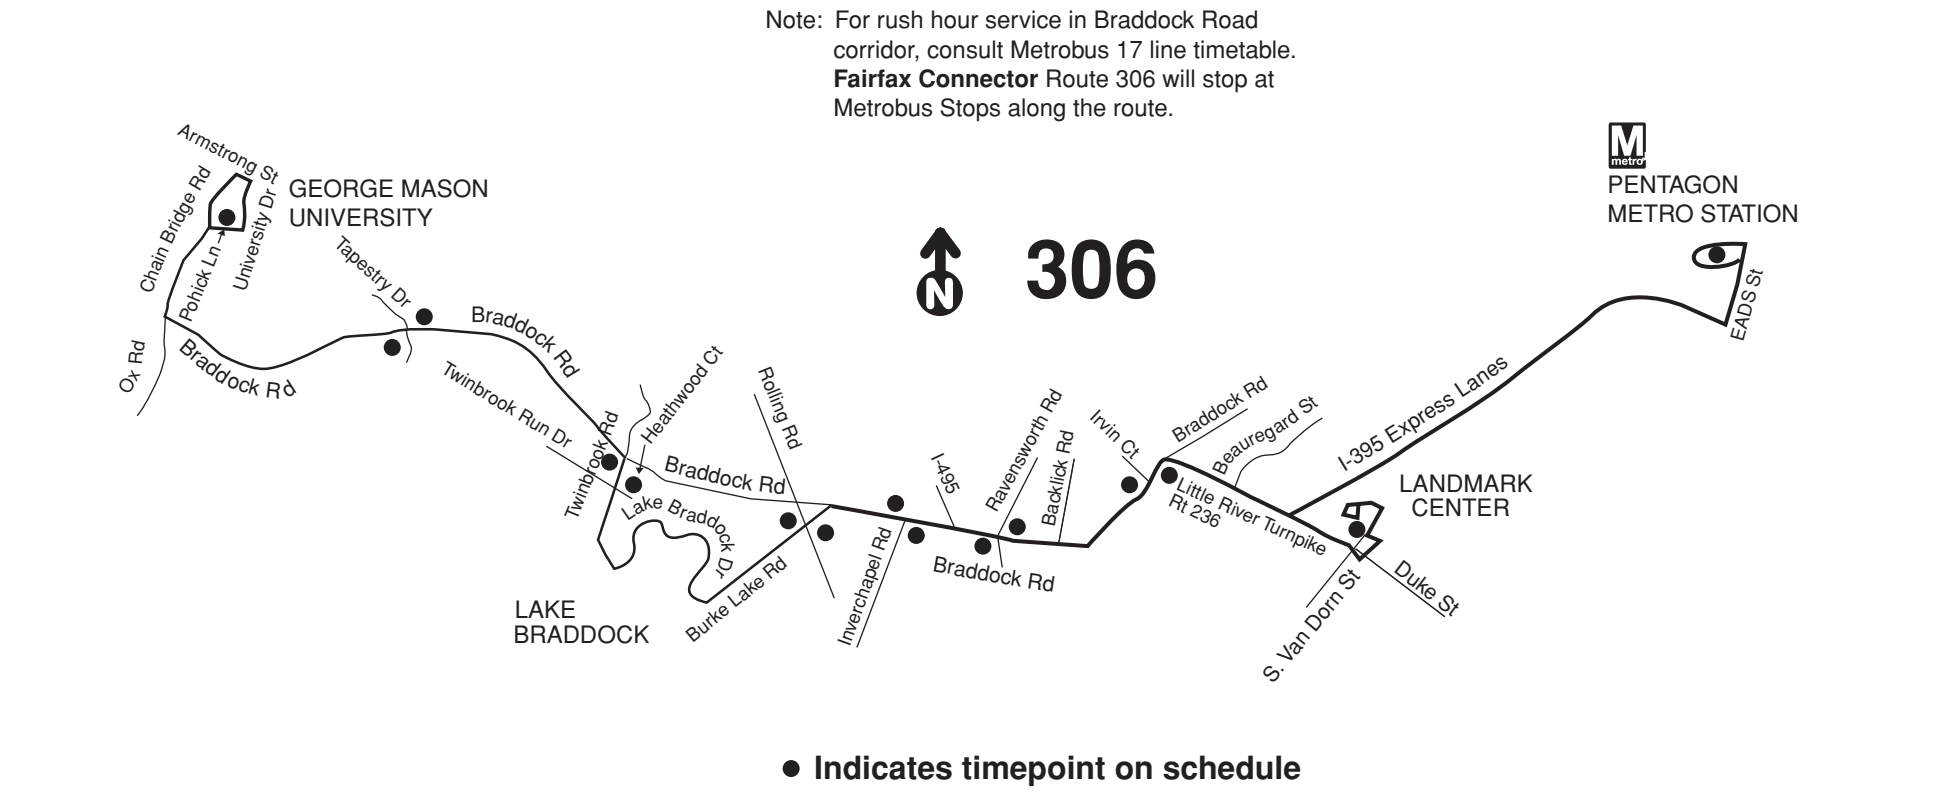 Note: For rush hour service in Braddock Road
corridor, consult Metrobus 17 line timetable.
Fairfax Connector Route 306 will stop at
Metrobus Stops along the route.
Armstrong St
Chain Bridge Rd
GEORGE MASON
UNIVERSITY
University Dr
Pohick Ln
Ox Rd
Braddock Rd
Tapestry Dr
Braddock Rd
N
306
M
metro
PENTAGON
METRO STATION
EADS St
Twinbrook Run Dr
Twinbrook Rd
Heathwood Ct
Braddock Rd
Rolling Rd
Lake Braddock Dr
LAKE
BRADDOCK
Burke Lake Rd
Inverchapel Rd
I-495
Ravensworth Rd
Backlick Rd
Braddock Rd
Irvin Ct
Braddock Rd
Beauregard St
Little River Turnpike
Rt 236
I-395 Express Lanes
LANDMARK
CENTER
S. Van Dorn St
Duke St
Indicates timepoint on schedule